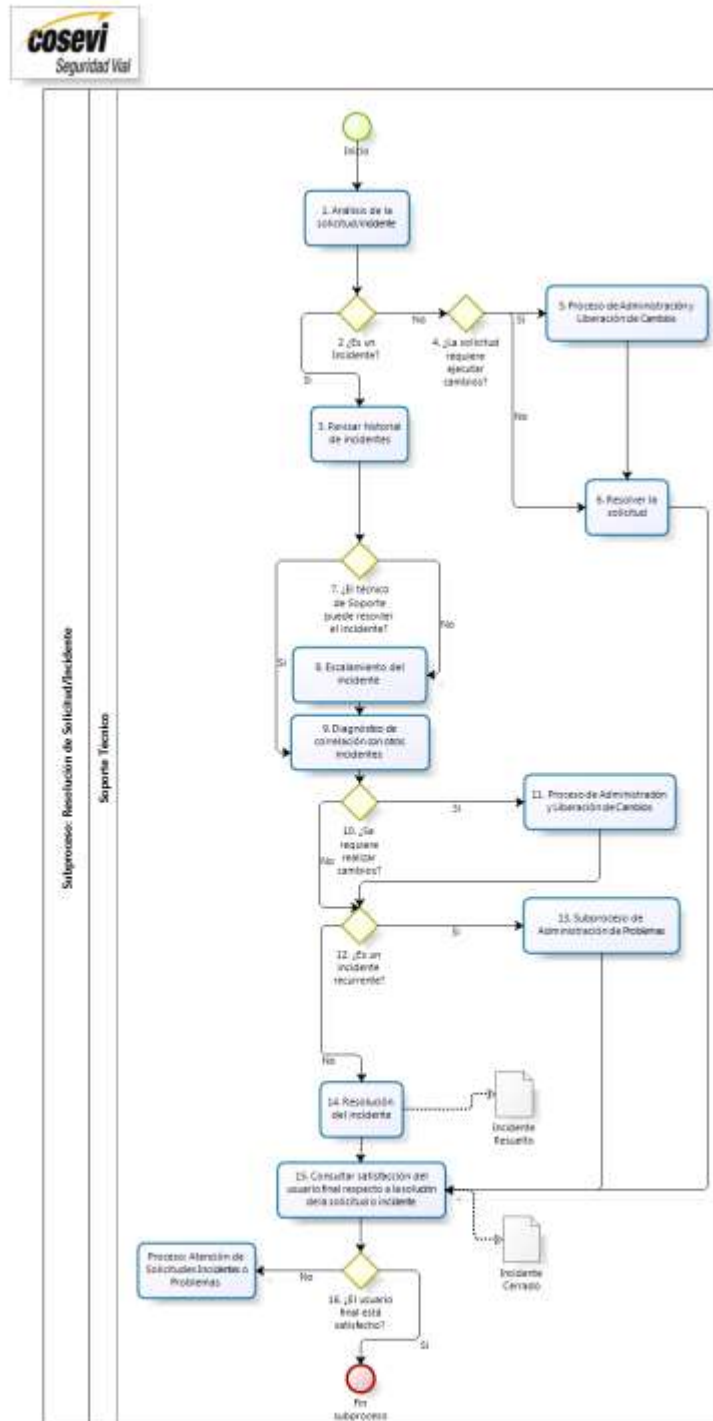 cosevi
Seguridad Vial
Subproceso: Resolución de Solicitud/Incidente
Soporte Técnico
Inicio
1. Análisis de la
solicitud/incidente
2 ¿Es un
Incidente?
No
4. ¿La solicitud
requiere
ejecutar
cambios?
Si
5. Proceso de Administración y
Liberación de Cambios
Si
No
3. Revisar historial
de incidentes
6. Resolver la
solicitud
7. ¿El técnico
de Soporte
puede resolver
el incidente?
No
Si
8. Escalamiento del
incidente
9. Diagnóstico de
correlación con otros
incidentes
10. ¿Se
requiere
realizar
cambios?
Si
No
11. Proceso de Administración
y Liberación de Cambios
12. ¿Es un
incidente
recurrente?
Si
13. Subproceso de
Administración de Problemas
No
14. Resolución
del incidente
Incidente
Resuelto
15. Consultar satisfacción del
usuario final respecto a la solución
de la solicitud o incidente
Incidente
Cerrado
Proceso: Atención de
Solicitudes Incidentes o
Problemas
No
16. ¿El usuario
final está
satisfecho?
Si
Fin
subproceso